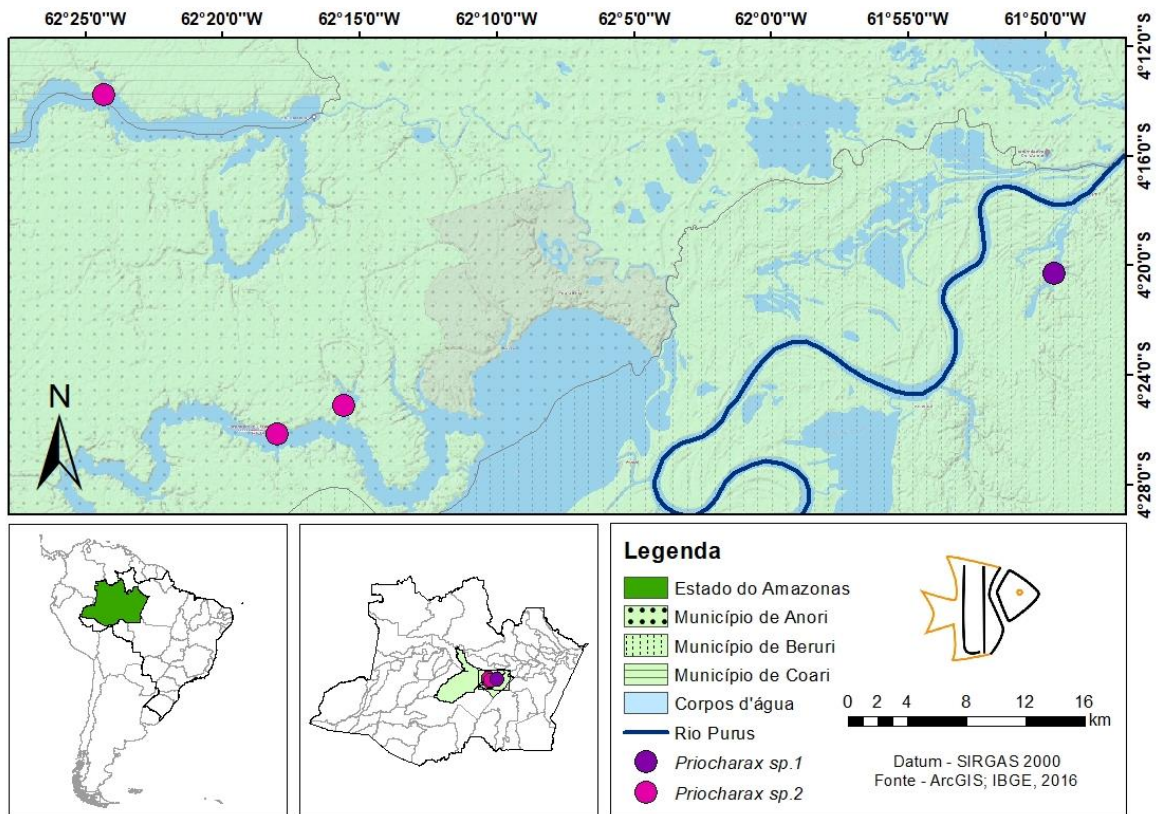 62°25'0"W 62°20'0"W 62°15'0"W 62°10'0"W 62°5'0"W 62°0'0"W 61°55'0"W 61°50'0"W
4°12'0"S
4°16'0"S
4°20'0"S
4°24'0"S
4°28'0"S
N
Legenda
Estado do Amazonas
Município de Anori
Município de Beruri
Município de Coari
Corpos d'água
Rio Purus
Priocharax sp.1
Priocharax sp.2
0 2 4 8 12 16
km
Datum - SIRGAS 2000
Fonte - ArcGIS; IBGE, 2016